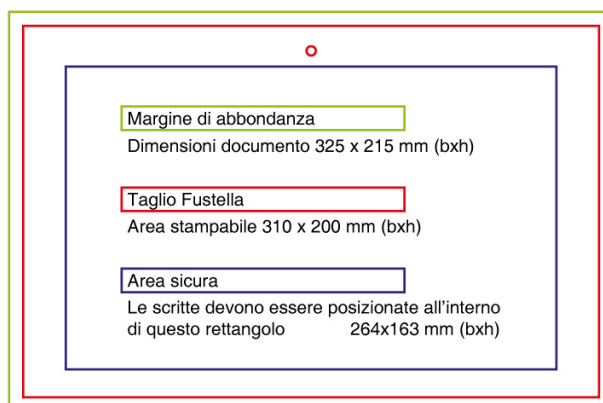 Margine di abbondanza
Dimensioni documento 325 x 215 mm (bxh)
Taglio Fustella
Area stampabile 310 x 200 mm (bxh)
Area sicura
Le scritte devono essere posizionate all'interno
di questo rettangolo 264x163 mm (bxh)